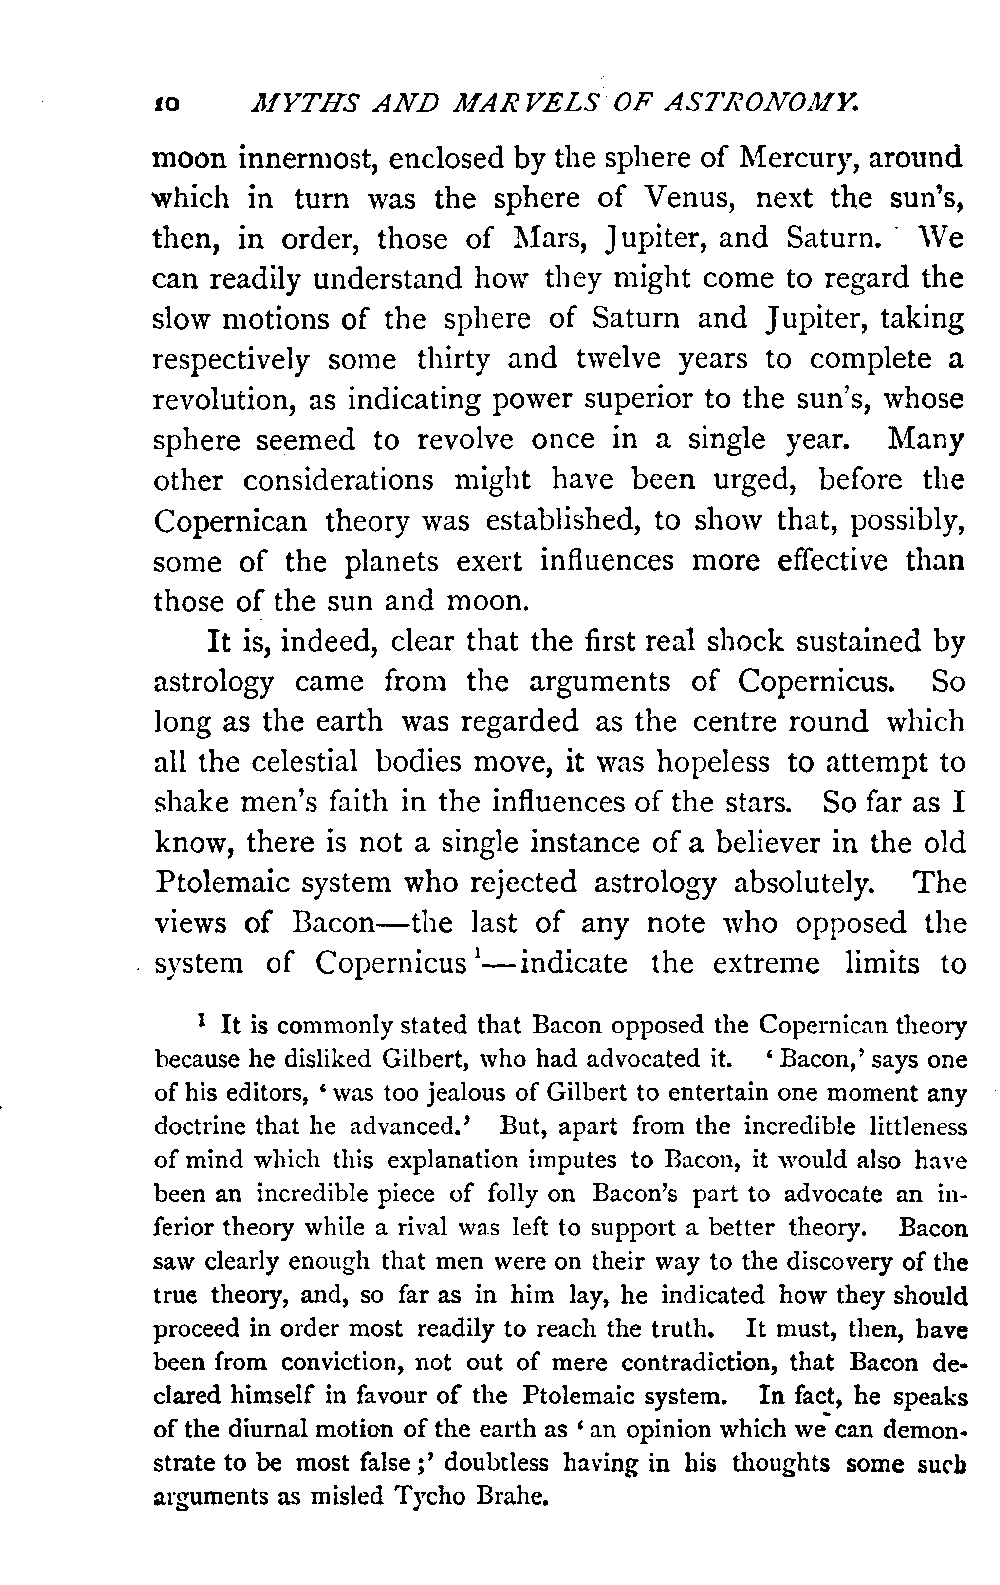 10 MYTHS AND MARVELS OF ASTRONOMY.
moon innermost, enclosed by the sphere of Mercury, around
which in turn was the sphere of Venus, next the sun's,
then, in order, those of Mars, Jupiter, and Saturn. We
can readily understand how they might come to regard the
slow motions of the sphere of Saturn and Jupiter, taking
respectively some thirty and twelve years to complete a
revolution, as indicating power superior to the sun's, whose
sphere seemed to revolve once in a single year. Many
other considerations might have been urged, before the
Copernican theory was established, to show that, possibly,
some of the planets exert influences more effective than
those of the sun and moon.
It is, indeed, clear that the first real shock sustained by
astrology came from the arguments of Copernicus. So
long as the earth was regarded as the centre round which
all the celestial bodies move, it was hopeless to attempt to
shake men's faith in the influences of the stars. So far as I
know, there is not a single instance of a believer in the old
Ptolemaic system who rejected astrology absolutely. The
views of Bacon—the last of any note who opposed the
system of Copernicus ¹—indicate the extreme limits to
¹ It is commonly stated that Bacon opposed the Copernican theory
because he disliked Gilbert, who had advocated it. ‘Bacon,’ says one
of his editors, ‘was too jealous of Gilbert to entertain one moment any
doctrine that he advanced.’ But, apart from the incredible littleness
of mind which this explanation imputes to Bacon, it would also have
been an incredible piece of folly on Bacon's part to advocate an in-
ferior theory while a rival was left to support a better theory. Bacon
saw clearly enough that men were on their way to the discovery of the
true theory, and, so far as in him lay, he indicated how they should
proceed in order most readily to reach the truth. It must, then, have
been from conviction, not out of mere contradiction, that Bacon de-
clared himself in favour of the Ptolemaic system. In fact, he speaks
of the diurnal motion of the earth as ‘an opinion which we can demon-
strate to be most false;’ doubtless having in his thoughts some such
arguments as misled Tycho Brahe.